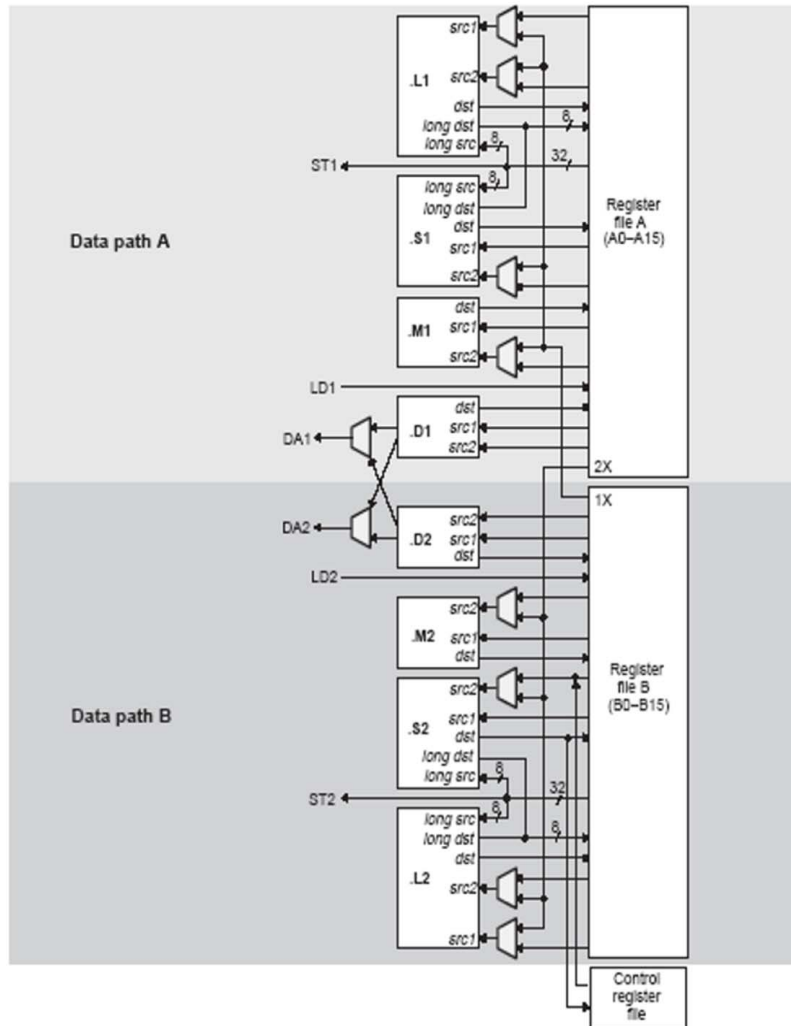 src1
.L1
src2
dst
8
long dst
8
long src
ST1
32
8
long src
long dst
Register
file A
(A0–A15)
Data path A
dst
.S1
src1
src2
dst
.M1
src1
src2
LD1
dst
.D1
src1
DA1
src2
2X
1X
src2
DA2
.D2
src1
dst
LD2
src2
.M2
src1
dst
Register
file B
(B0–B15)
src2
Data path B
src1
.S2
dst
long dst
8
long src
ST2
32
8
long src
long dst
8
dst
.L2
src2
src1
Control
register
file